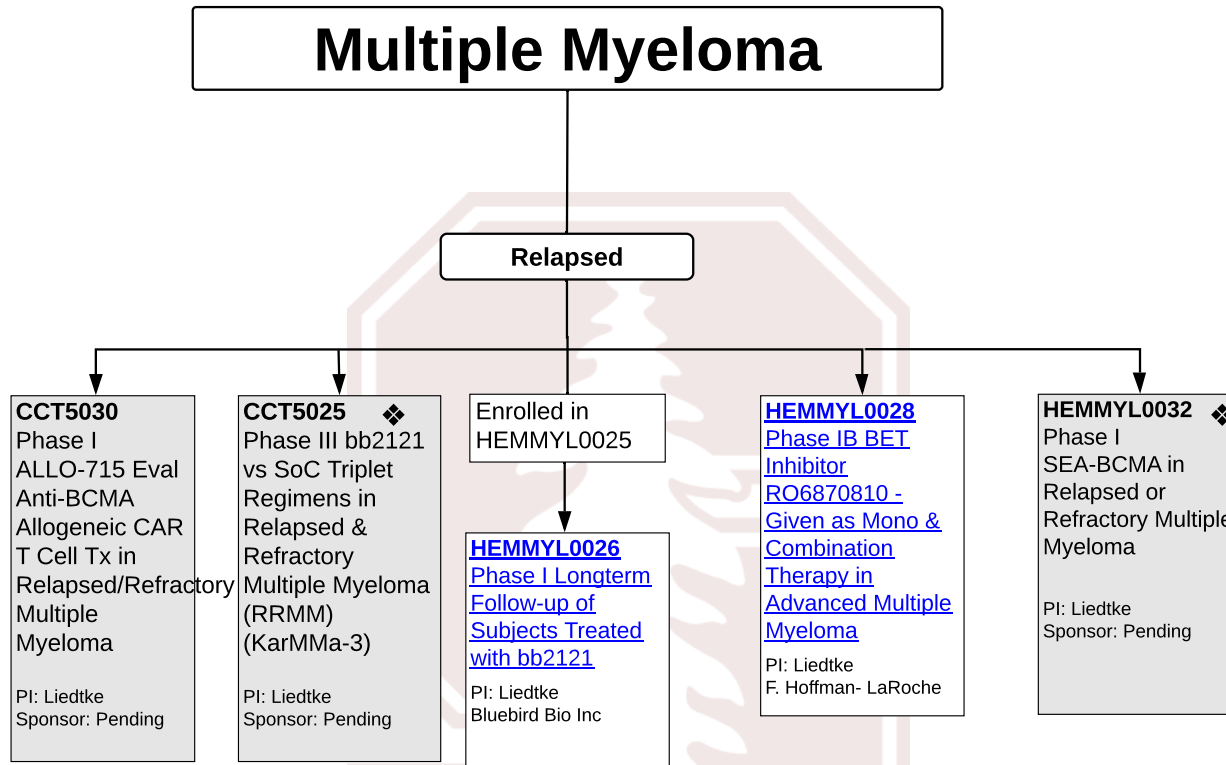 Multiple Myeloma
Relapsed
CCT5030
Phase I
ALLO-715 Eval
Anti-BCMA
Allogeneic CAR
T Cell Tx in
Relapsed/Refractory
Multiple
Myeloma
PI: Liedtke
Sponsor: Pending
CCT5025 ❖
Phase III bb2121
vs SoC Triplet
Regimens in
Relapsed &
Refractory
Multiple Myeloma
(RRMM)
(KarMMa-3)
PI: Liedtke
Sponsor: Pending
Enrolled in
HEMMYL0025
HEMMYL0026
Phase I Longterm
Follow-up of
Subjects Treated
with bb2121
PI: Liedtke
Bluebird Bio Inc
HEMMYL0028
Phase IB BET
Inhibitor
RO6870810 -
Given as Mono &
Combination
Therapy in
Advanced Multiple
Myeloma
PI: Liedtke
F. Hoffman- LaRoche
HEMMYL0032 ❖
Phase I
SEA-BCMA in
Relapsed or
Refractory Multiple
Myeloma
PI: Liedtke
Sponsor: Pending